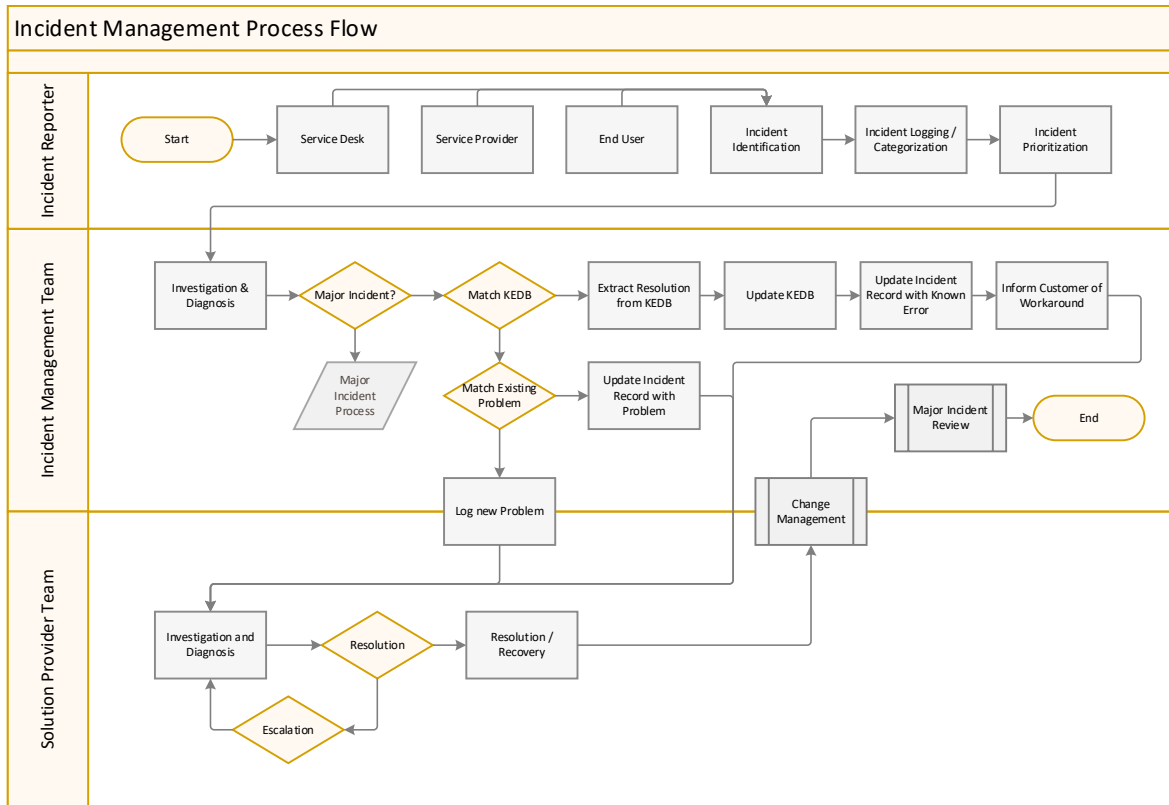 Incident Management Process Flow
Incident Reporter
Start
Service Desk
Service Provider
End User
Incident
Identification
Incident Logging /
Categorization
Incident
Prioritization
Incident Management Team
Investigation &
Diagnosis
Major Incident?
Match KEDB
Extract Resolution
from KEDB
Update KEDB
Update Incident
Record with Known
Error
Inform Customer of
Workaround
Major
Incident
Process
Match Existing
Problem
Update Incident
Record with
Problem
Major Incident
Review
End
Log new Problem
Change
Management
Solution Provider Team
Investigation and
Diagnosis
Resolution
Resolution /
Recovery
Escalation